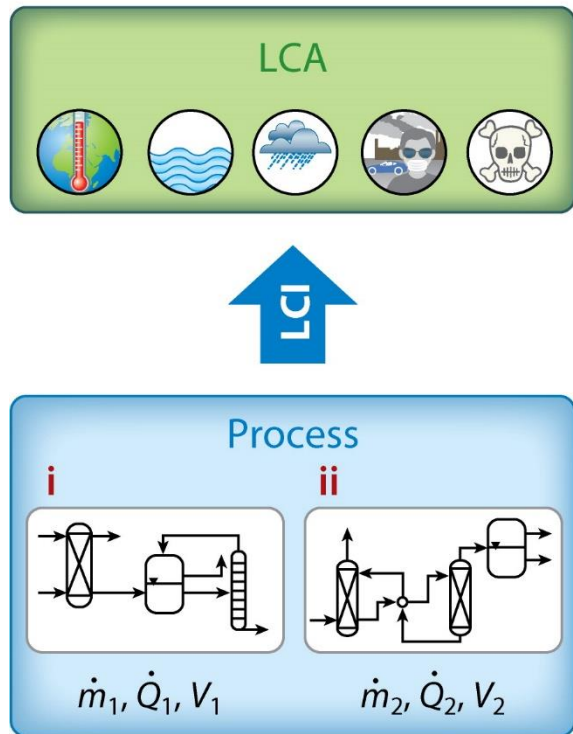 LCA
LCI
Process
i ii
ṁ₁, Q̇₁, V₁ ṁ₂, Q̇₂, V₂